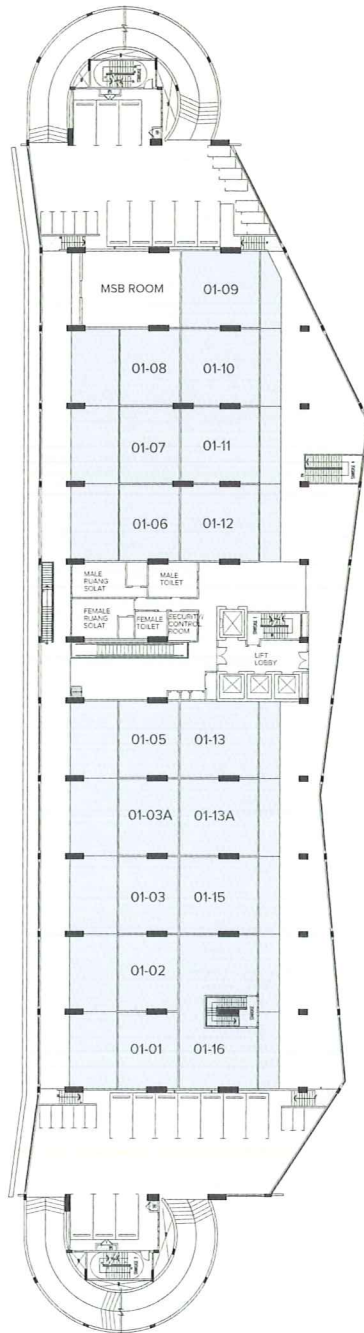 MSB ROOM
01-09
01-08
01-10
01-07
01-11
01-06
01-12
MALE
RUANG
SOLAT
MALE
TOILET
FEMALE
RUANG
SOLAT
FEMALE
TOILET
SECURITY/
CONTROL
ROOM
LIFT
LOBBY
01-05
01-13
01-03A
01-13A
01-03
01-15
01-02
01-01
01-16